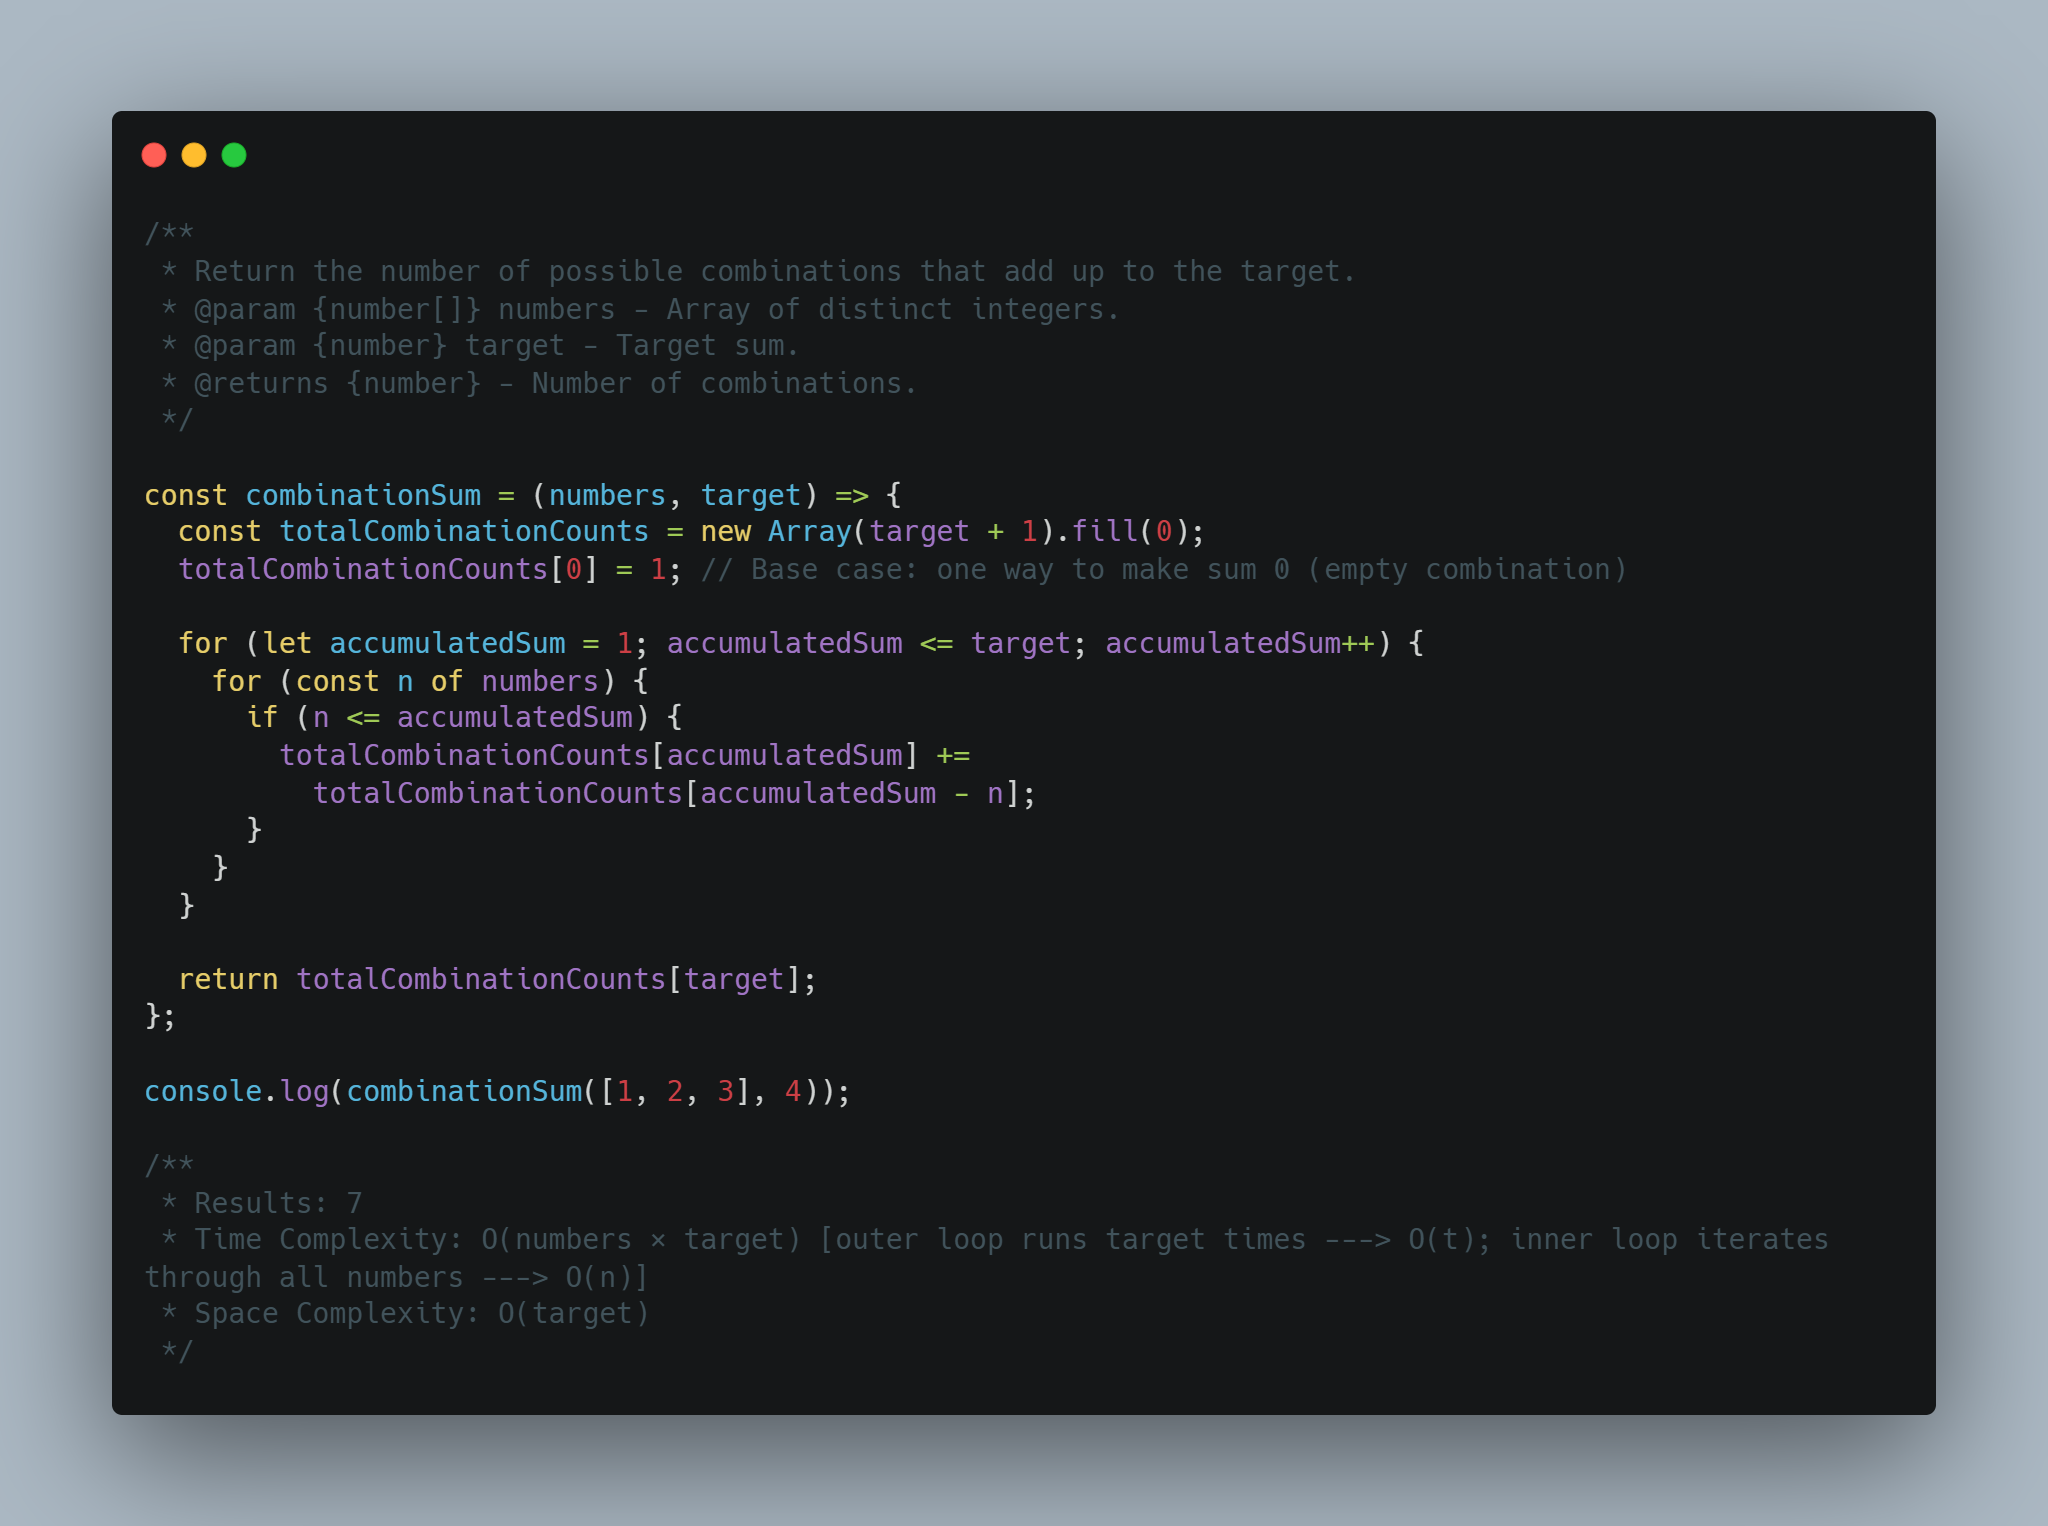 /**
 * Return the number of possible combinations that add up to the target.
 * @param {number[]} numbers - Array of distinct integers.
 * @param {number} target - Target sum.
 * @returns {number} - Number of combinations.
 */

const combinationSum = (numbers, target) => {
  const totalCombinationCounts = new Array(target + 1).fill(0);
  totalCombinationCounts[0] = 1; // Base case: one way to make sum 0 (empty combination)

  for (let accumulatedSum = 1; accumulatedSum <= target; accumulatedSum++) {
    for (const n of numbers) {
      if (n <= accumulatedSum) {
        totalCombinationCounts[accumulatedSum] +=
          totalCombinationCounts[accumulatedSum - n];
      }
    }
  }

  return totalCombinationCounts[target];
};

console.log(combinationSum([1, 2, 3], 4));

/**
 * Results: 7
 * Time Complexity: O(numbers × target) [outer loop runs target times ---> O(t); inner loop iterates
through all numbers ---> O(n)]
 * Space Complexity: O(target)
 */